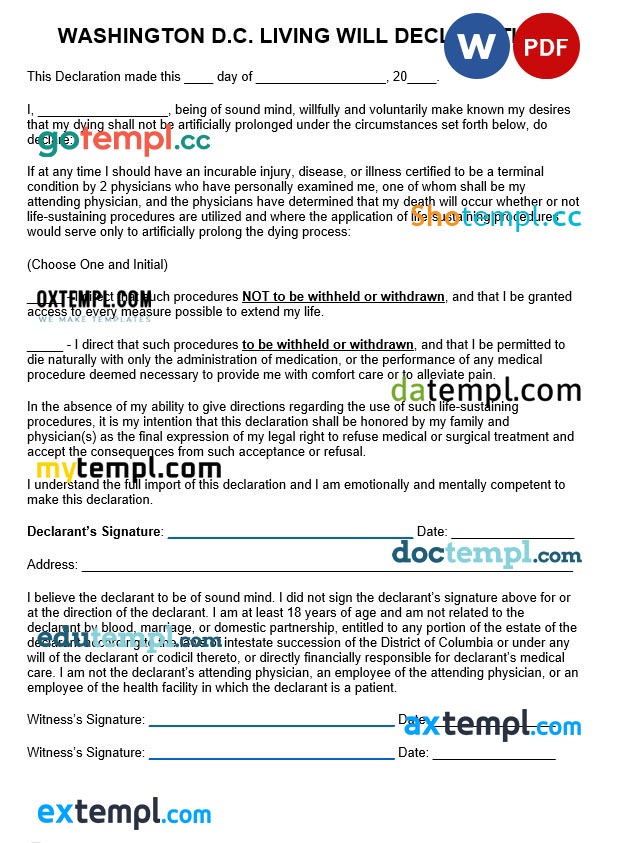 WASHINGTON D.C. LIVING WILL DECL
W PDF
This Declaration made this ____ day of ___________________, 20____.
I, ___________________, being of sound mind, willfully and voluntarily make known my desires
that my dying shall not be artificially prolonged under the circumstances set forth below, do
declare:
gotempl.cc
If at any time I should have an incurable injury, disease, or illness certified to be a terminal
condition by 2 physicians who have personally examined me, one of whom shall be my
attending physician, and the physicians have determined that my death will occur whether or not
life-sustaining procedures are utilized and where the application of life-sustaining procedures
Shotempl.cc
would serve only to artificially prolong the dying process:
(Choose One and Initial)
_____ - I direct that such procedures NOT to be withheld or withdrawn, and that I be granted
OXTEMPL.COM
access to every measure possible to extend my life.
WE MAKE TEMPLATES
_____ - I direct that such procedures to be withheld or withdrawn, and that I be permitted to
die naturally with only the administration of medication, or the performance of any medical
procedure deemed necessary to provide me with comfort care or to alleviate pain.
datempl.com
In the absence of my ability to give directions regarding the use of such life-sustaining
procedures, it is my intention that this declaration shall be honored by my family and
physician(s) as the final expression of my legal right to refuse medical or surgical treatment and
accept the consequences from such acceptance or refusal.
mytempl.com
I understand the full import of this declaration and I am emotionally and mentally competent to
make this declaration.
Declarant's Signature: ___________________________________ Date: __________________
doctempl.com
Address: ______________________________________________________________________
I believe the declarant to be of sound mind. I did not sign the declarant's signature above for or
at the direction of the declarant. I am at least 18 years of age and am not related to the
declarant by blood, marriage, or domestic partnership, entitled to any portion of the estate of the
edutempl.com
declarant according to the laws of intestate succession of the District of Columbia or under any
will of the declarant or codicil thereto, or directly financially responsible for declarant's medical
care. I am not the declarant's attending physician, an employee of the attending physician, or an
employee of the health facility in which the declarant is a patient.
Witness's Signature: ___________________________________ Date: __________________
axtempl.com
Witness's Signature: ___________________________________ Date: __________________
extempl.com